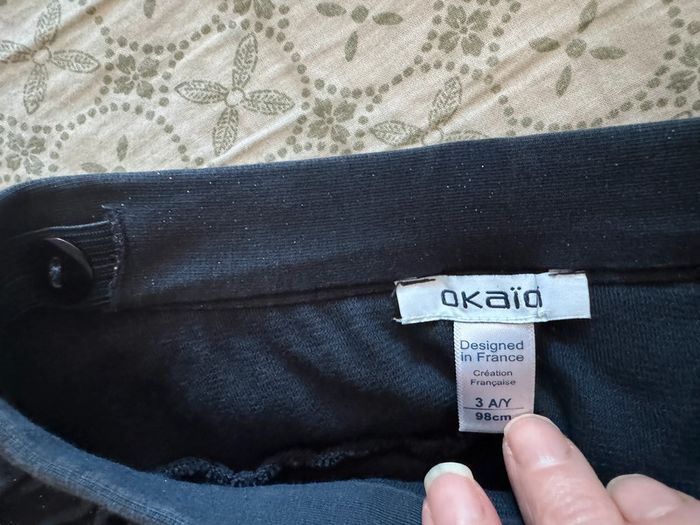 okaïdi
Designed
in France
Création
Française
3 A/Y
98cm